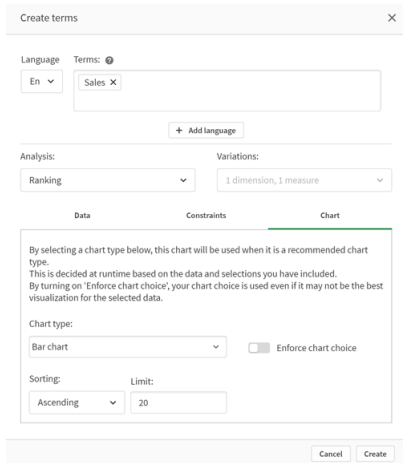 Create terms
Language Terms:
En
Sales
+ Add language
Analysis: Variations:
Ranking 1 dimension, 1 measure
Data Constraints Chart
By selecting a chart type below, this chart will be used when it is a recommended chart
type.
This is decided at runtime based on the data and selections you have included.
By turning on 'Enforce chart choice', your chart choice is used even if it may not be the best
visualization for the selected data.
Chart type:
Bar chart Enforce chart choice
Sorting: Limit:
Ascending 20
Cancel Create